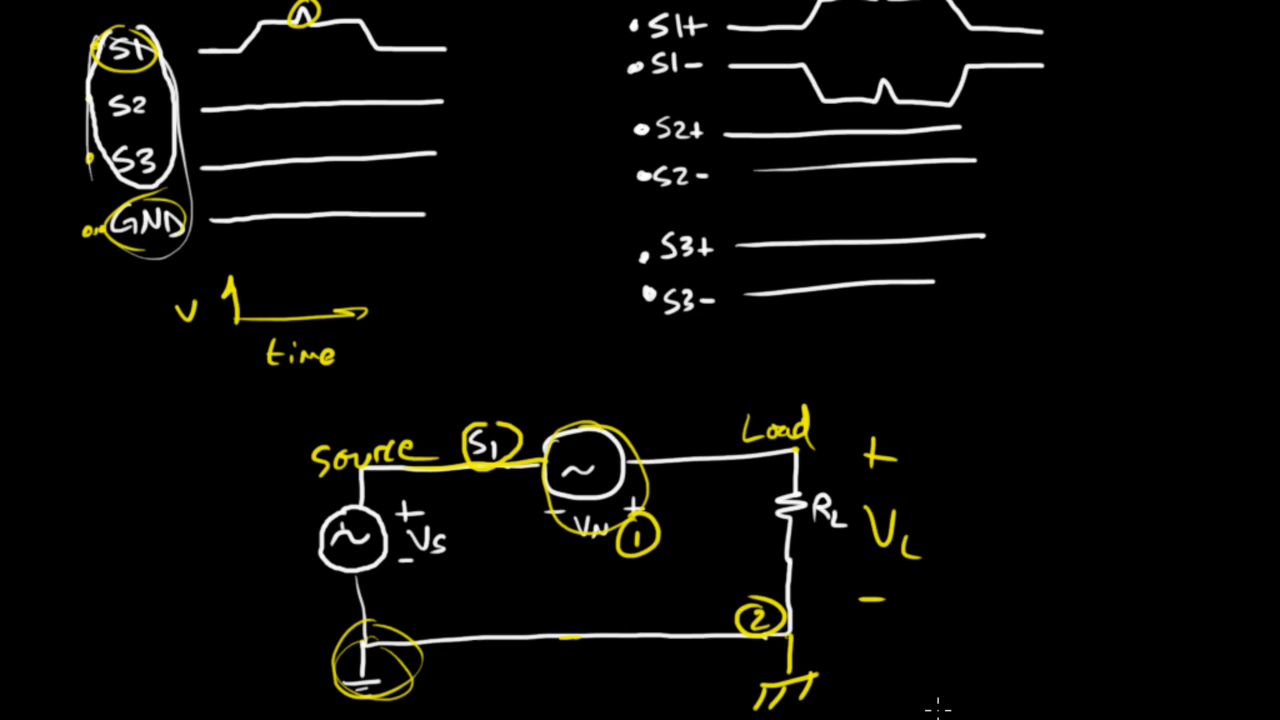 S1
S2
S3
GND
V
time
S1+
S1-
S2+
S2-
S3+
S3-
Source
S1
Load
+
~
- VN +
1
RL
VL
~
+
VS
-
2
-